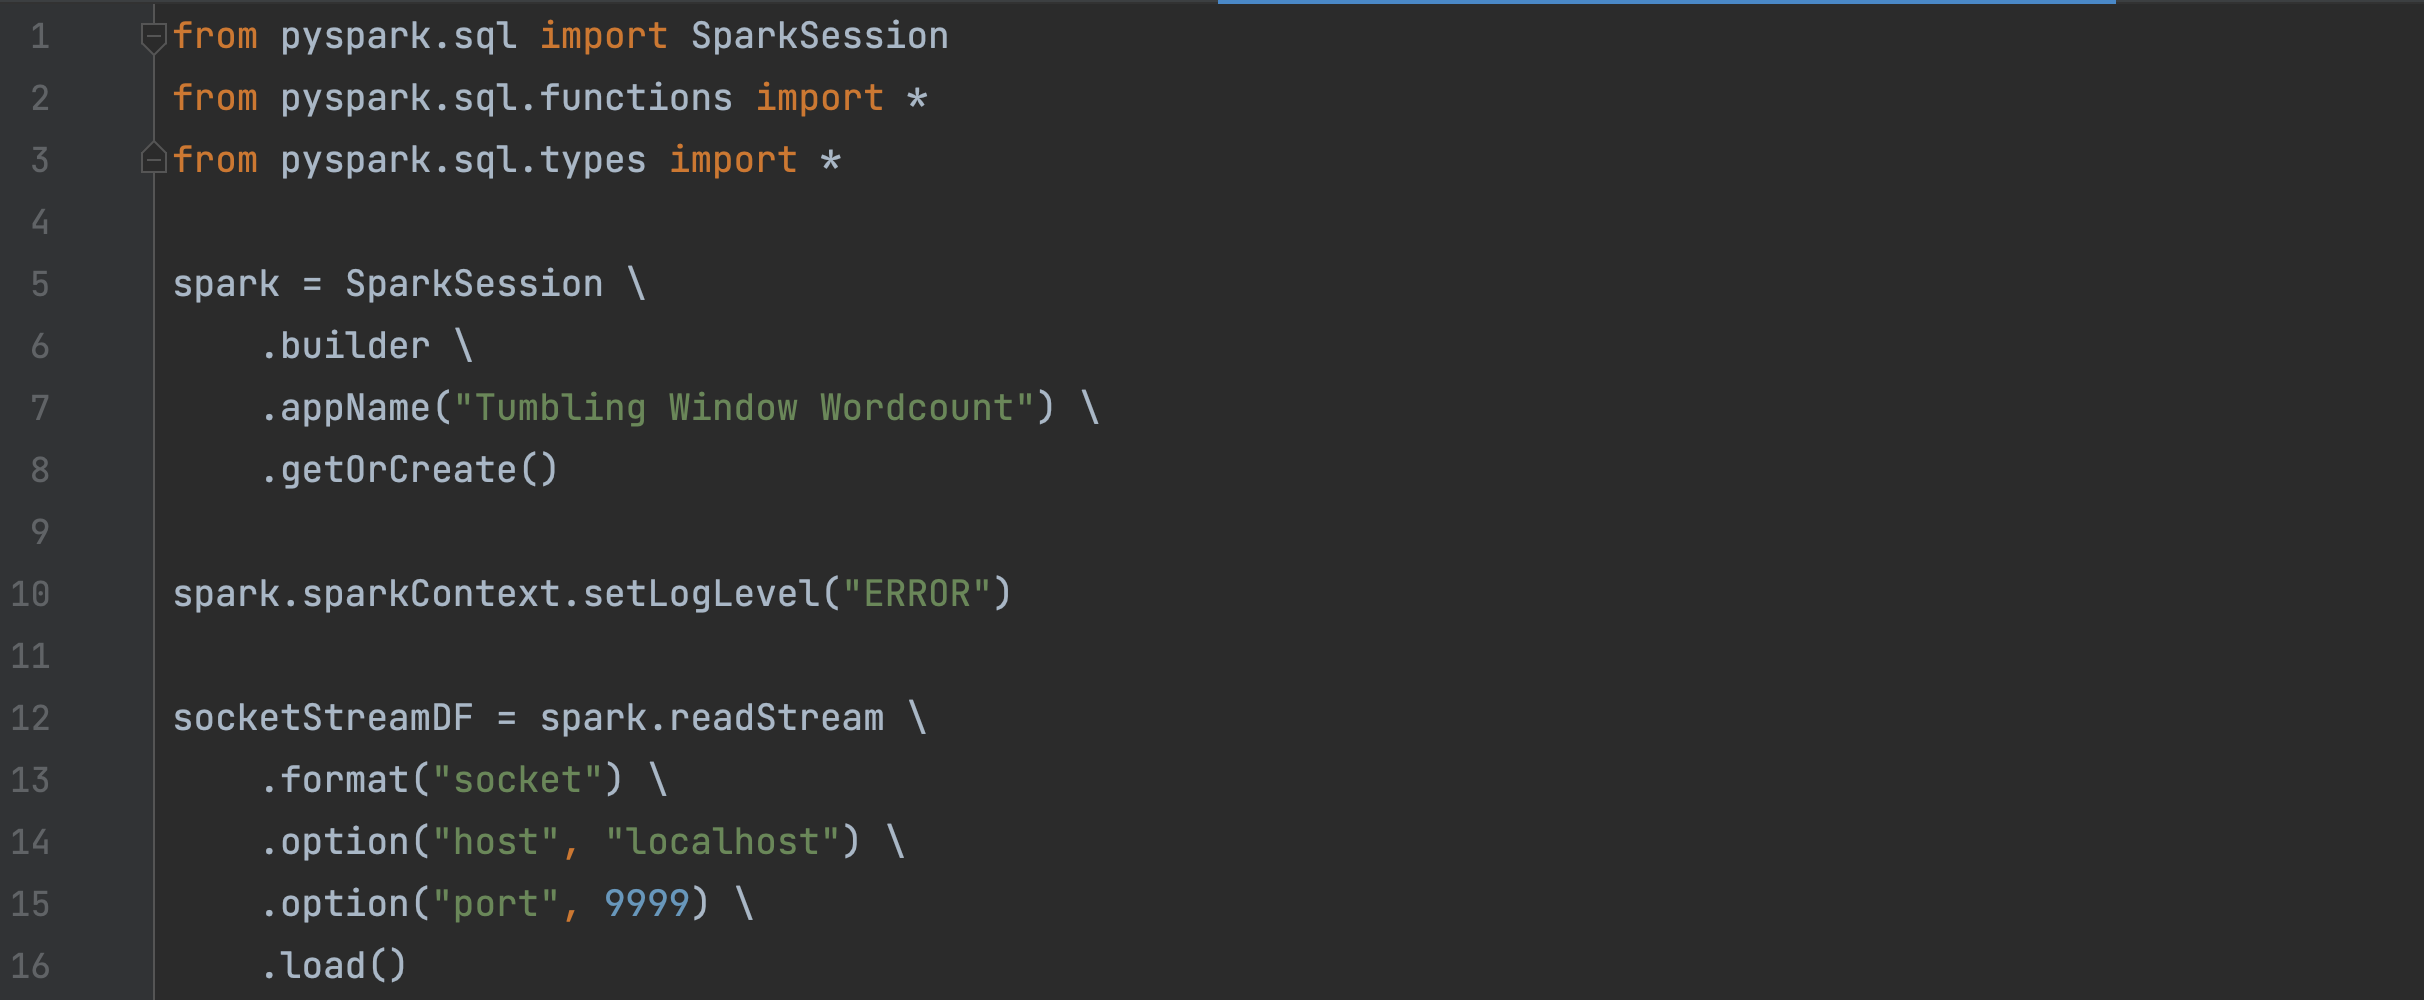 1 from pyspark.sql import SparkSession
2 from pyspark.sql.functions import *
3 from pyspark.sql.types import *
4
5 spark = SparkSession \
6     .builder \
7     .appName("Tumbling Window Wordcount") \
8     .getOrCreate()
9
10 spark.sparkContext.setLogLevel("ERROR")
11
12 socketStreamDF = spark.readStream \
13     .format("socket") \
14     .option("host", "localhost") \
15     .option("port", 9999) \
16     .load()